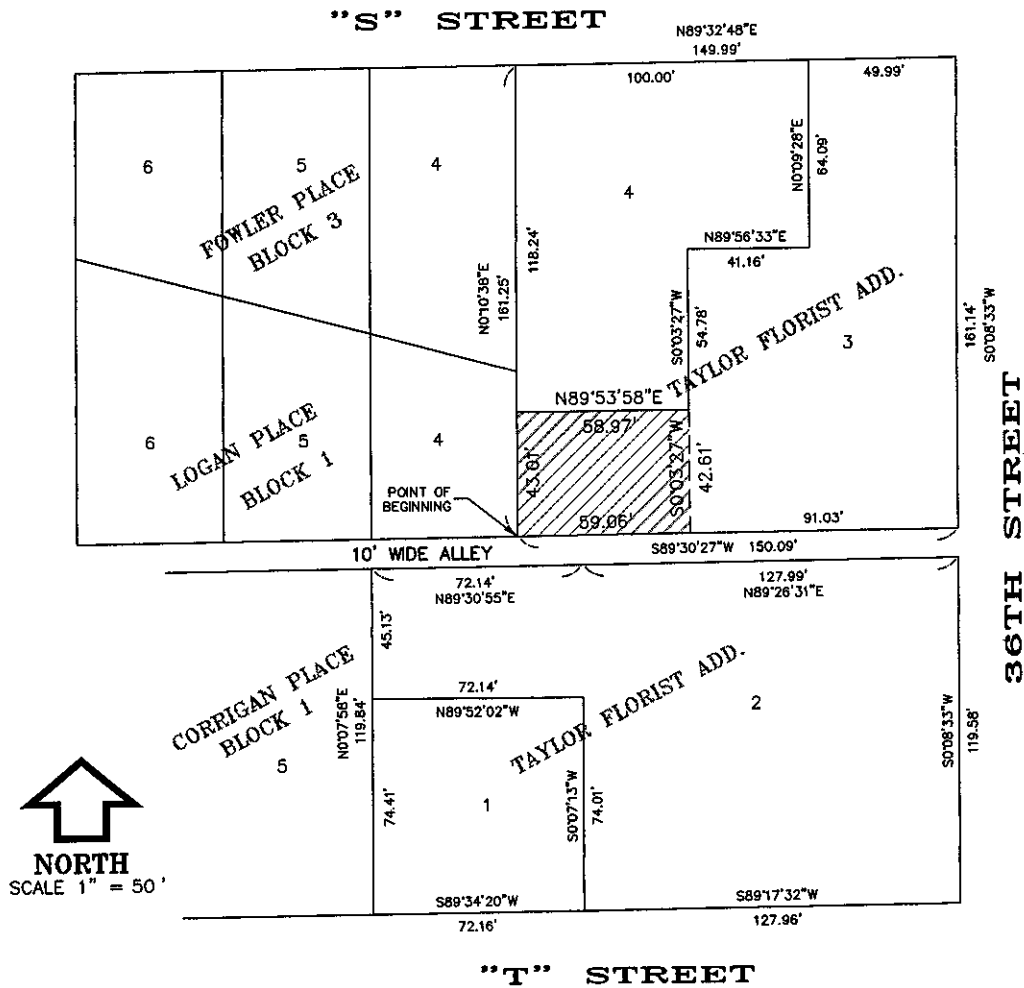 "S" STREET
N89°32'48"E
149.99'
100.00'
49.99'
6
5
4
FOWLER PLACE
BLOCK 3
N0°10'38"E
161.25'
118.24'
4
N0°09'28"E
64.09'
N89°56'33"E
41.16'
S0°03'27"W
54.78'
TAYLOR FLORIST ADD.
3
161.14'
S0°08'33"W
36TH STREET
N89°53'58"E
58.97'
43.01'
S0°03'27"W
42.61'
59.06'
91.03'
6
5
4
LOGAN PLACE
BLOCK 1
POINT OF
BEGINNING
10' WIDE ALLEY
S89°30'27"W 150.09'
72.14'
N89°30'55"E
127.99'
N89°26'31"E
45.13'
CORRIGAN PLACE
BLOCK 1
5
N0°07'58"E
119.84'
72.14'
N89°52'02"W
TAYLOR FLORIST ADD.
2
1
74.41'
S0°07'13"W
74.01'
S0°08'33"W
119.58'
S89°34'20"W
72.16'
S89°17'32"W
127.96'
NORTH
SCALE 1" = 50'
"T" STREET